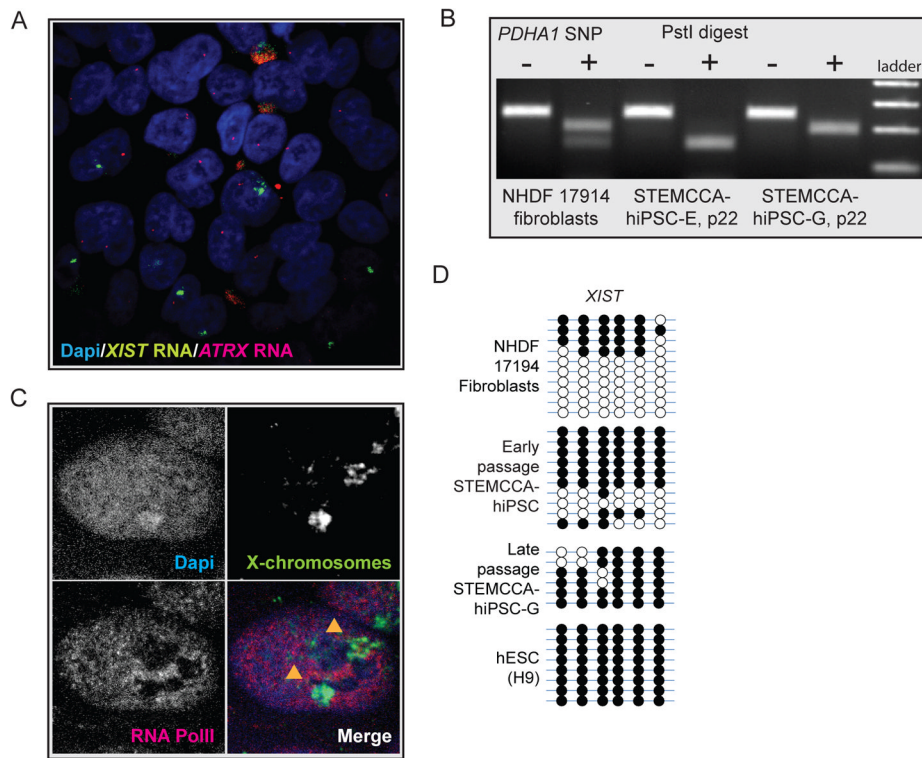 A
Dapi/XIST RNA/ATRX RNA
B
PDHA1 SNP PstI digest
- + - + - + ladder
NHDF 17914 STEMCCA- STEMCCA-
fibroblasts hiPSC-E, p22 hiPSC-G, p22
C
Dapi
X-chromosomes
RNA PolII
Merge
D
XIST
NHDF
17194
Fibroblasts
Early
passage
STEMCCA-
hiPSC
Late
passage
STEMCCA-
hiPSC-G
hESC
(H9)